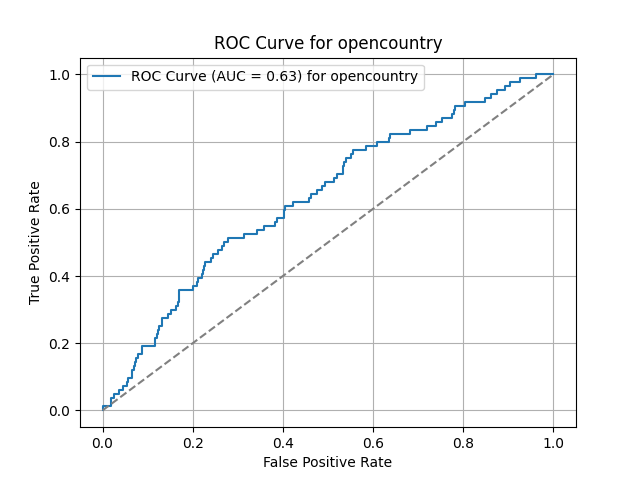 ROC Curve for opencountry
ROC Curve (AUC = 0.63) for opencountry
True Positive Rate
1.0
0.8
0.6
0.4
0.2
0.0
0.0 0.2 0.4 0.6 0.8 1.0
False Positive Rate